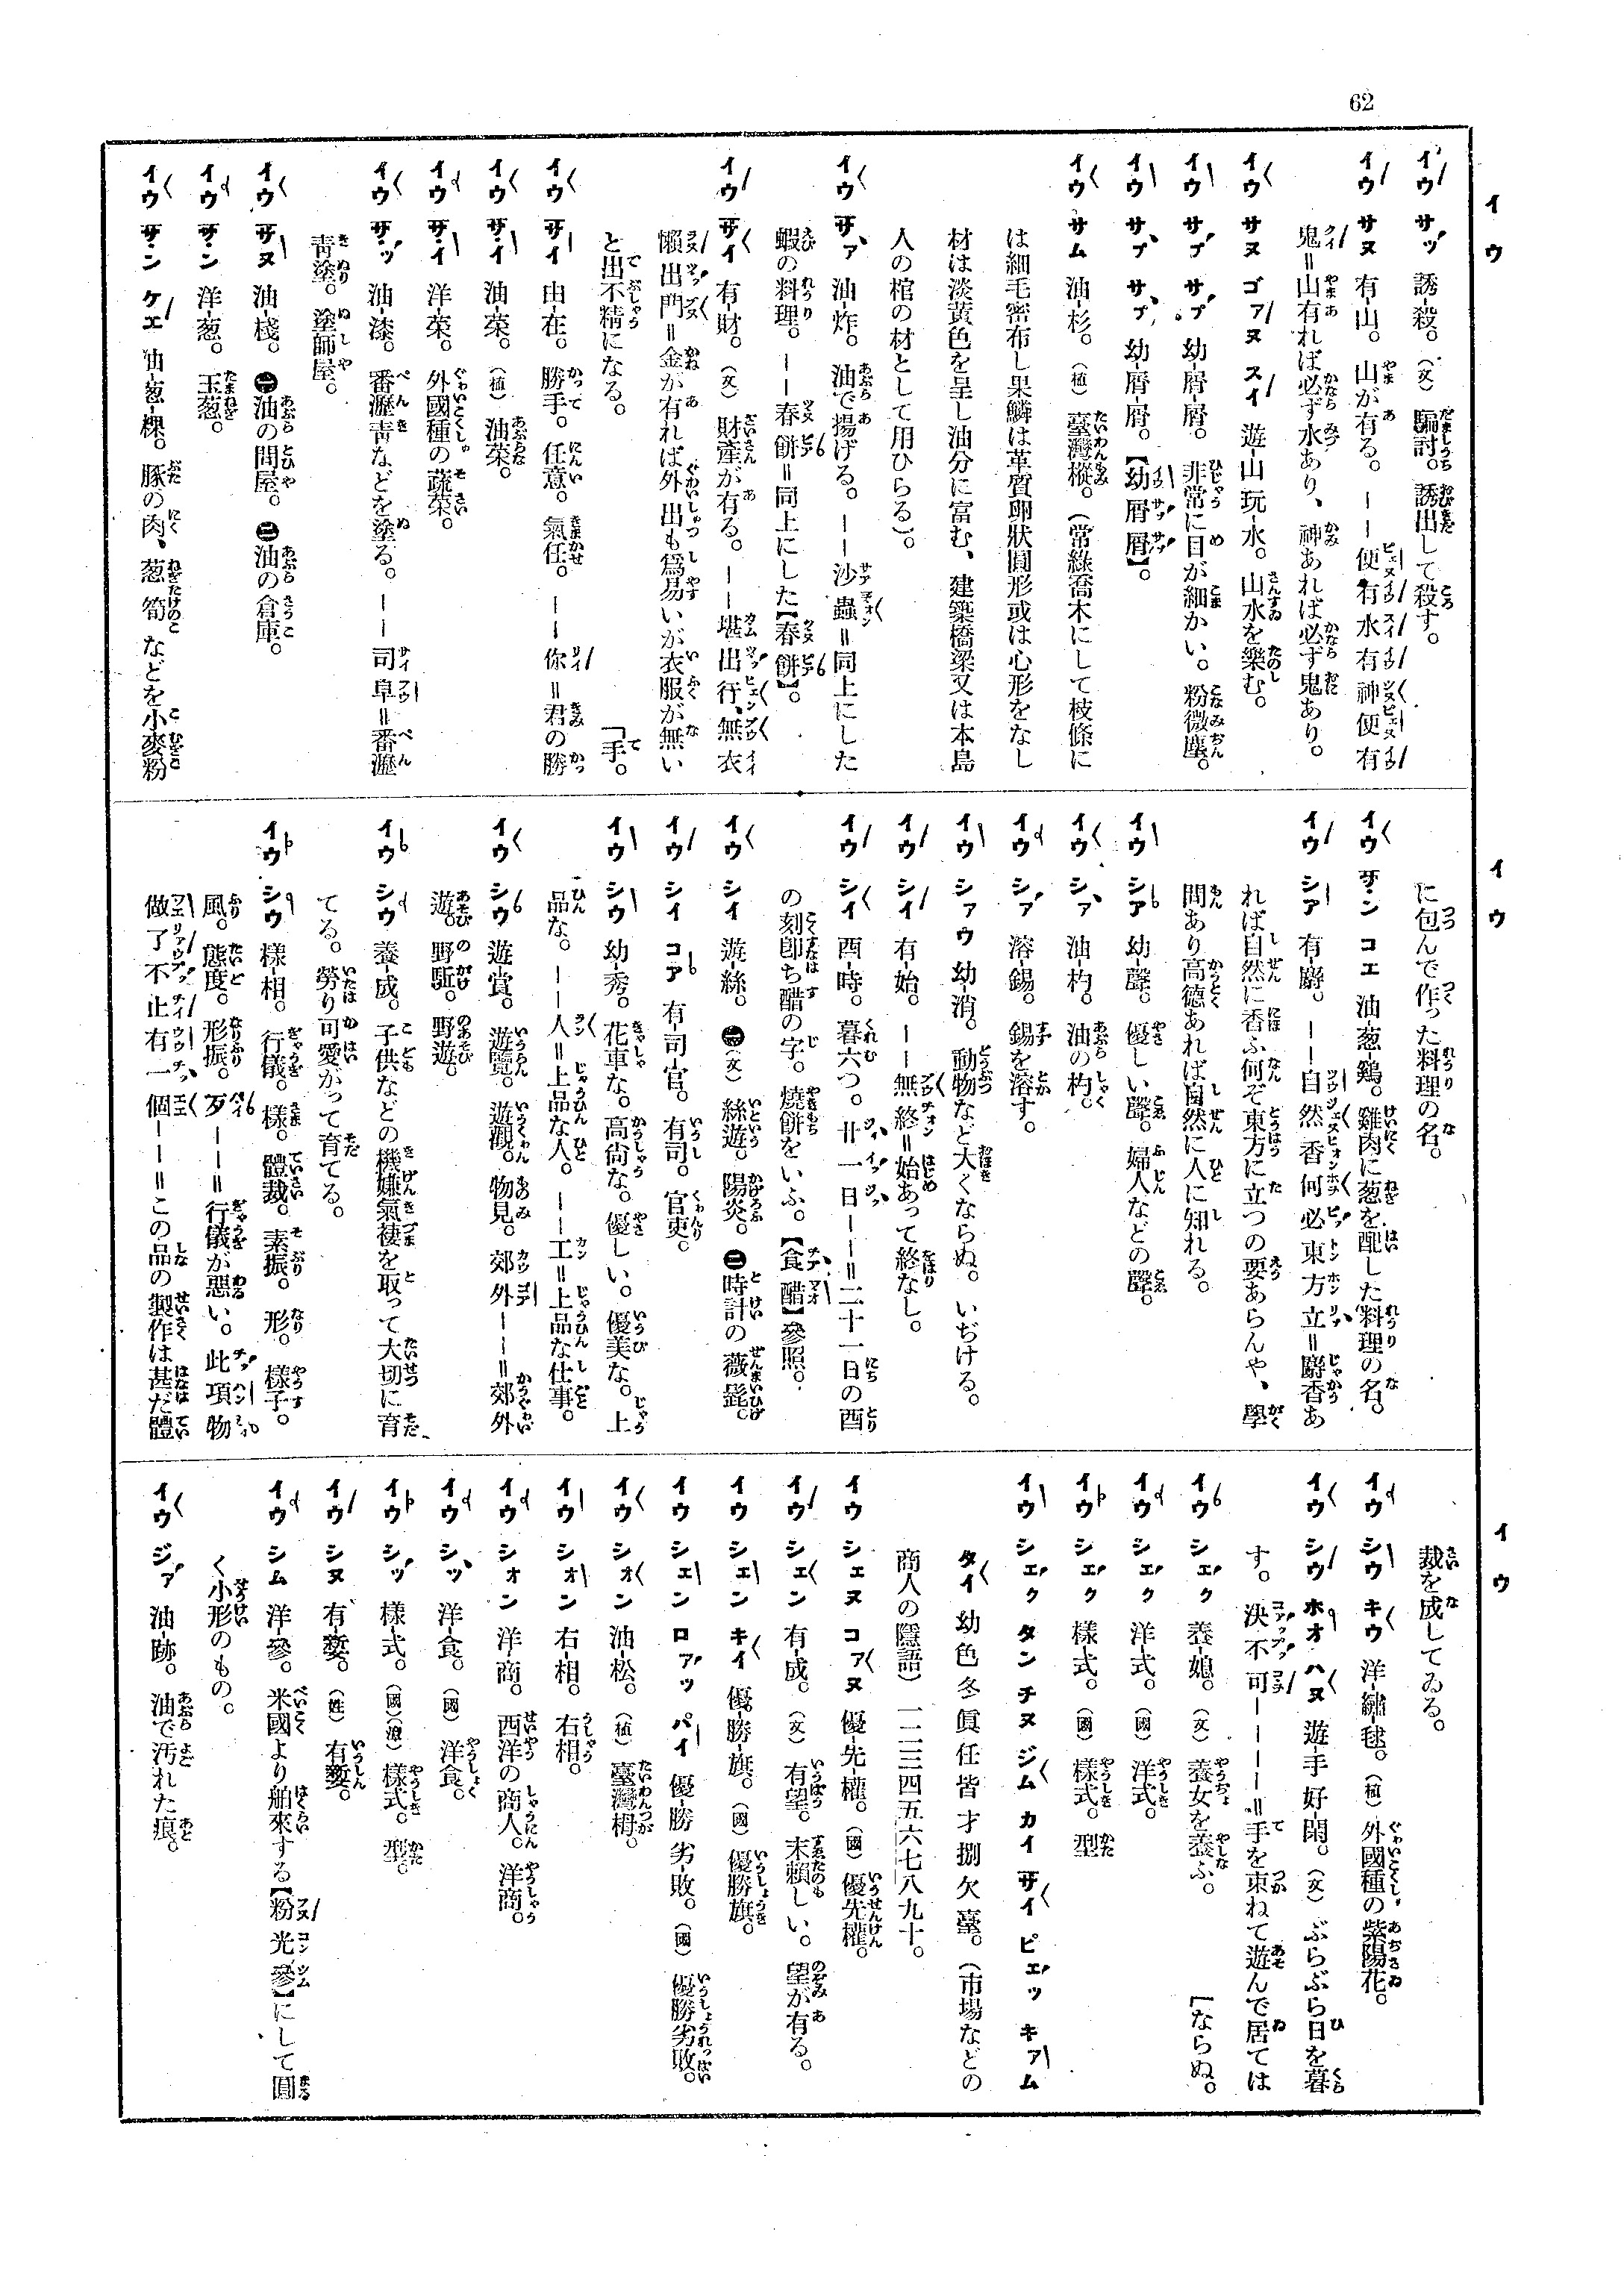 62
イウ
イウ サッ 誘-殺。（文）騙討。誘出して殺す。
イウ サヌ 有-山。山が有る。——便有水有神便有
鬼＝山有れば必ず水あり、神あれば必ず鬼あり。
イウ サヌ ゴァヌ スイ 遊-山 玩-水。山水を樂む。
イウ サプ サプ 幼-屑-屑。非常に目が細かい。粉微塵。
イウ サプ サプ 幼-屑-屑。【幼屑屑】。
イウ サム 油-杉。（植）臺灣樅。（常綠喬木にして枝條に
は細毛密布し果鱗は革質卵狀圓形或は心形をなし
材は淡黃色を呈し油分に富む、建築橋梁又は本島
人の棺の材として用ひらる）。
イウ サァ 油-炸。油で揚げる。——沙蟲＝同上にした
蝦の料理。——春餠＝同上にした【春餠】。
イウ サイ 有-財。（文）財產が有る。——堪出行、無衣
懶出門＝金が有れば外出も爲易いが衣服が無い
と出不精になる。
イウ サイ 由-在。勝手。任意。氣任。——你＝君の勝
「手。
イウ サイ 油-菜。（植）油菜。
イウ サイ 洋-菜。外國種の蔬菜。
イウ サッ 油-漆。番瀝靑などを塗る。——司阜＝番瀝
靑塗。塗師屋。
イウ サヌ 油-棧。㊀油の問屋。㊁油の倉庫。
イウ サン 洋-葱。玉葱。
イウ サン ケエ 油-葱-粿。豚の肉、葱筍などを小麥粉
イウ
に包んで作った料理の名。
イウ サン コエ 油葱-鷄。雞肉に葱を配した料理の名。
イウ シア 有-麝。——自然香何必東方立＝麝香あ
れば自然に香ふ何ぞ東方に立つの要あらんや、學
問あり高德あれば自然に人に知れる。
イウ シア 幼-聲。優しい聲。婦人などの聲。
イウ シァ 油-杓。油の杓。
イウ シァ 溶-錫。錫を溶す。
イウ シァウ 幼-消。動物など大くならぬ。いぢける。
イウ シイ 有-始。——無終＝始あって終なし。
イウ シイ 酉-時。暮六つ。廿一日——＝二十一日の酉
の刻卽ち醋の字。燒餠をいふ。【食醋】參照。
イウ シイ 遊-絲。㊀（文）絲遊。陽炎。㊁時計の薇髭。
イウ シイ コア 有-司-官。有司。官吏。
イウ シウ 幼-秀。花車な。高尙な。優しい。優美な。上
品な。——人＝上品な人。——工＝上品な仕事。
イウ シウ 遊-賞。遊覽。遊觀。物見。郊外——＝郊外
遊。野駈。野遊。
イウ シウ 養-成。子供などの機嫌氣褄を取って大切に育
てる。勞り可愛がって育てる。
イウ シウ 樣-相。行儀。樣。體裁。素振。形。樣子。
風。態度。形振。歹——＝行儀が惡い。此項物
做了不止有一個——＝この品の製作は甚だ體
イウ
裁を成してゐる。
イウ シウ キウ 洋-繡-毬。（植）外國種の紫陽花。
イウ シウ ホオ ハヌ 遊-手 好-閑。（文）ぶらぶら日を暮
す。決不可————＝手を束ねて遊んで居ては
「ならぬ。
イウ シェク 養-媳。（文）養女を養ふ。
イウ シェク 洋-式。（國）洋式。
イウ シェク 樣-式。（國）樣式。型
イウ シェク タン チヌ ジム カイ サイ ピェッ キァム
タイ 幼色冬眞任皆才捌欠臺。（市場などの
商人の隱語）一二三四五六七八九十。
イウ シェヌ コァヌ 優-先權。（國）優先權。
イウ シェン 有-成。（文）有望。末賴しい。望が有る。
イウ シェン キイ 優-勝-旗。（國）優勝旗。
イウ シェン ロァッ パイ 優-勝 劣-敗。（國）優勝劣敗。
イウ シォン 油-松。（植）臺灣栂。
イウ シォン 右-相。右相。
イウ シォン 洋-商。西洋の商人。洋商。
イウ シッ 洋-食。（國）洋食。
イウ シッ 樣-式。（國）樣式。型。
イウ シヌ 有-㜪。（姓）
イウ シム 洋-參。米國より舶來する【粉光參】にして圓
く小形のもの。
イウ ジァ 油-跡。油で汚れた痕。